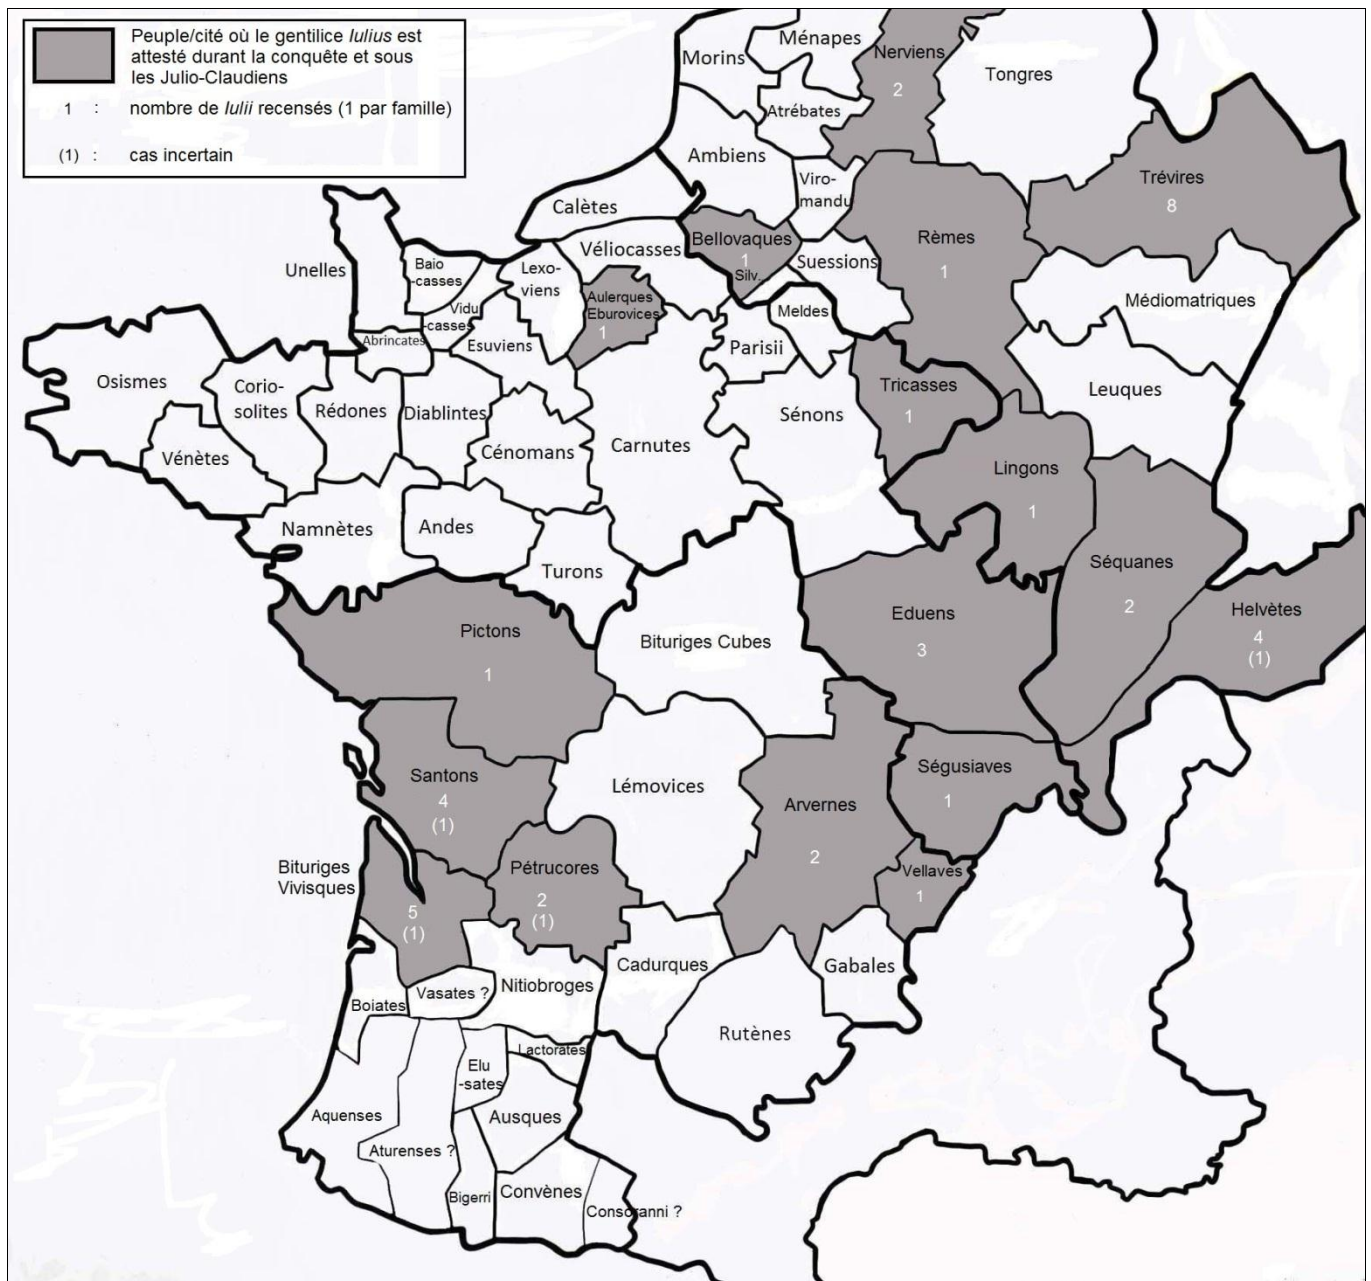 Peuple/cité où le gentilice Iulius est
attesté durant la conquête et sous
les Julio-Claudiens
1 : nombre de Iulii recensés (1 par famille)
(1) : cas incertain
Ménapes
Morins
Nerviens
2
Tongres
Atrébates
Ambiens
Viro-
mandu
Trévires
8
Calètes
Bellovaques
1
Silv..
Rèmes
1
Véliocasses
Suessions
Unelles
Baio
-casses
Lexo-
viens
Aulerques
Eburovices
1
Médiomatriques
Vidu
-casses
Meldes
Abrincates
Esuviens
Parisii
Osismes
Corio-
solites
Rédones
Diablintes
Tricasses
1
Leuques
Sénons
Cénomans
Carnutes
Vénètes
Lingons
1
Namnètes
Andes
Turons
Séquanes
2
Eduens
3
Helvètes
4
(1)
Pictons
1
Bituriges Cubes
Santons
4
(1)
Lémovices
Arvernes
2
Ségusiaves
1
Bituriges
Vivisques
5
(1)
Pétrucores
2
(1)
Vellaves
1
Cadurques
Gabales
Nitiobroges
Vasates ?
Boiates
Rutènes
Lactorates
Elu
-sates
Aquenses
Ausques
Aturenses ?
Bigerri
Convènes
Consoranni ?